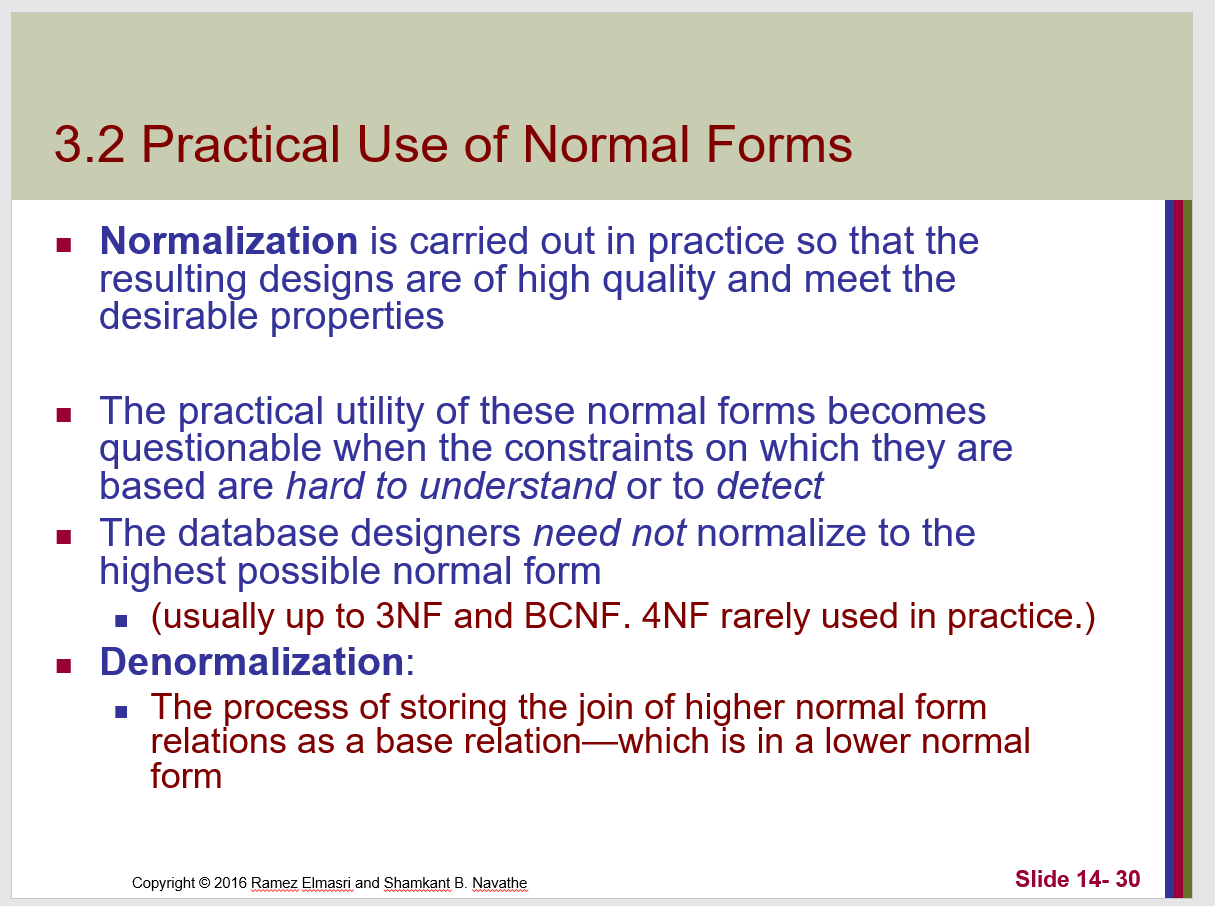 3.2 Practical Use of Normal Forms
Normalization is carried out in practice so that the
resulting designs are of high quality and meet the
desirable properties
The practical utility of these normal forms becomes
questionable when the constraints on which they are
based are hard to understand or to detect
The database designers need not normalize to the
highest possible normal form
(usually up to 3NF and BCNF. 4NF rarely used in practice.)
Denormalization:
The process of storing the join of higher normal form
relations as a base relation—which is in a lower normal
form
Copyright © 2016 Ramez Elmasri and Shamkant B. Navathe
Slide 14- 30